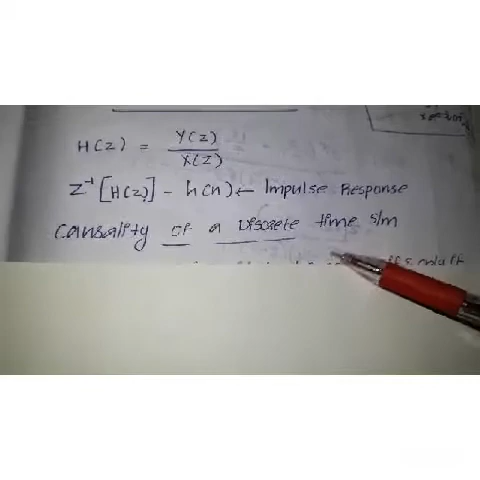 H(z) = Y(z)/X(z)
z⁻¹[H(z)] - h(n) ← Impulse Response
Causality of a Discrete time s/m